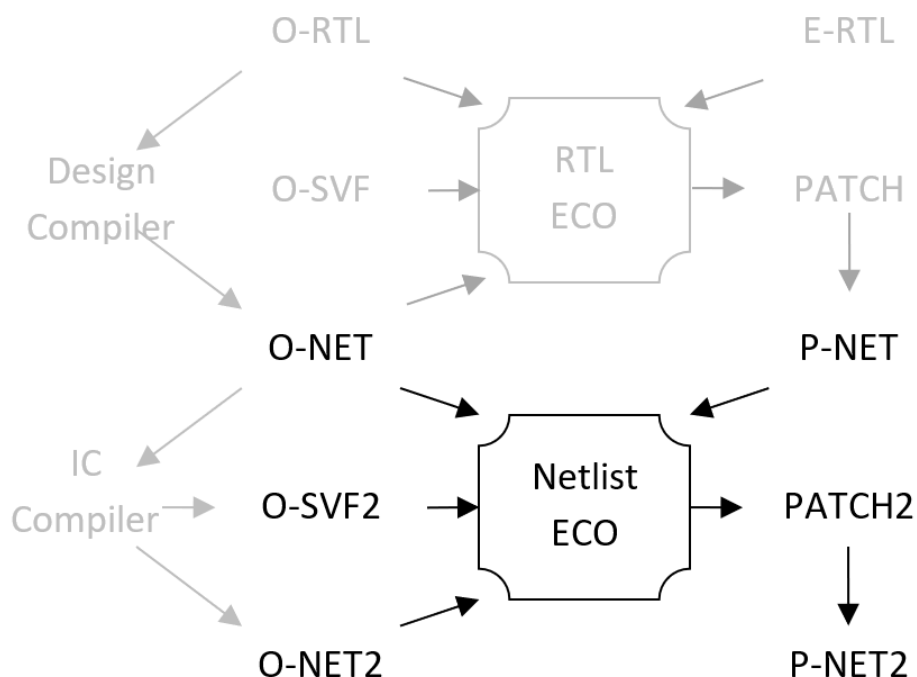 O-RTL
E-RTL
Design
Compiler
O-SVF
RTL
ECO
PATCH
O-NET
P-NET
IC
Compiler
O-SVF2
Netlist
ECO
PATCH2
O-NET2
P-NET2